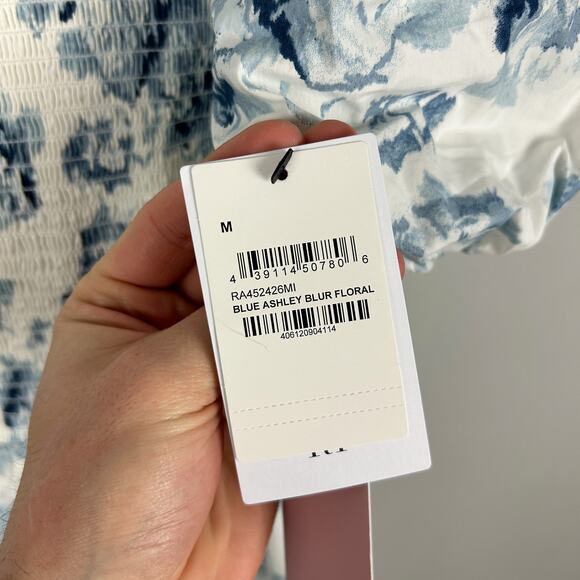 M
4 39114 50780 6
RA452426MI
BLUE ASHLEY BLUR FLORAL
406120904114